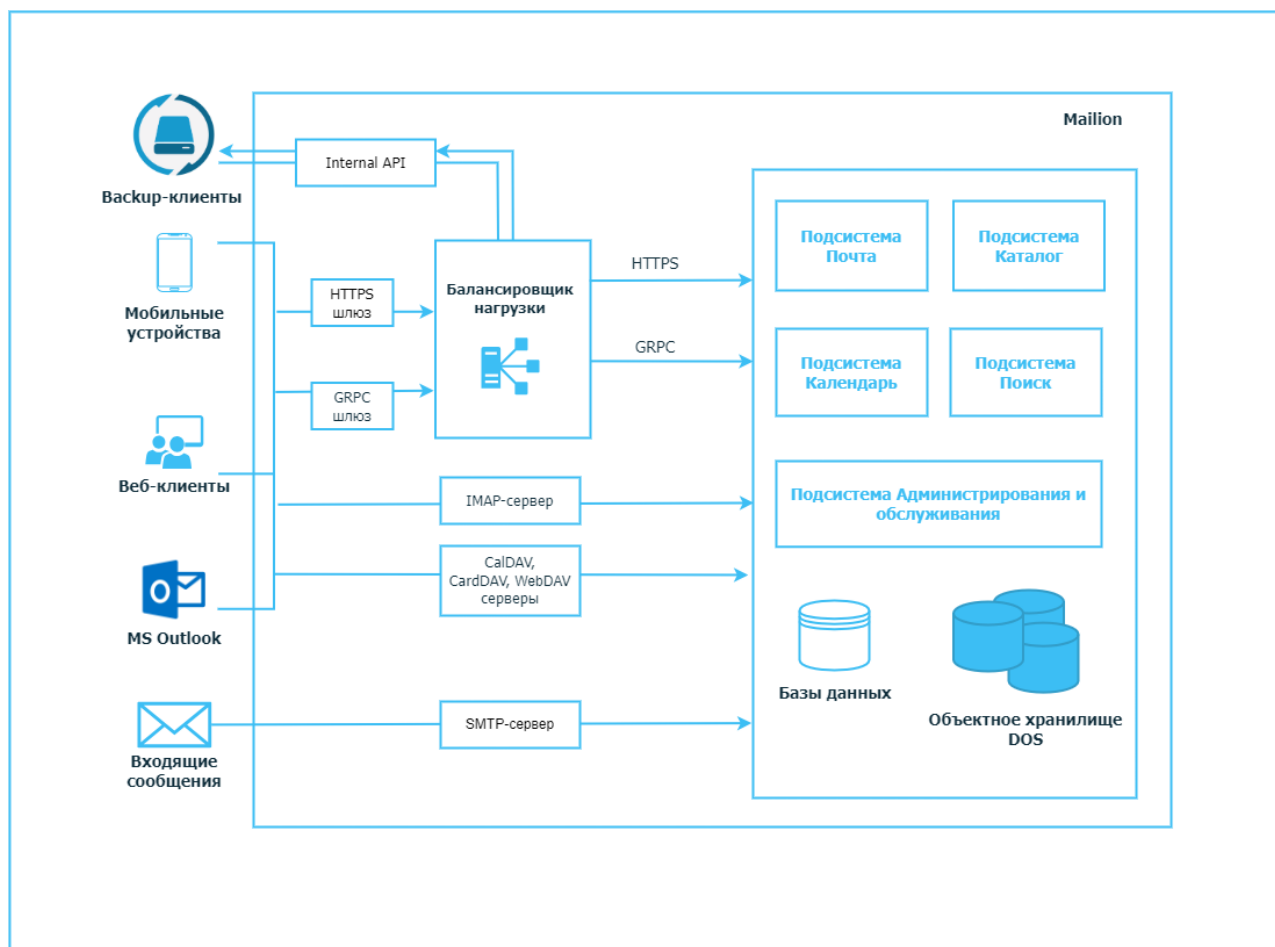 Mailion
Internal API
Backup-клиенты
Подсистема
Почта
Подсистема
Каталог
HTTPS
Балансировщик
нагрузки
HTTPS
шлюз
Мобильные
устройства
GRPC
Подсистема
Календарь
Подсистема
Поиск
GRPC
шлюз
Веб-клиенты
IMAP-сервер
Подсистема Администрирования и
обслуживания
CalDAV,
CardDAV, WebDAV
серверы
MS Outlook
Базы данных
Объектное хранилище
DOS
SMTP-сервер
Входящие
сообщения